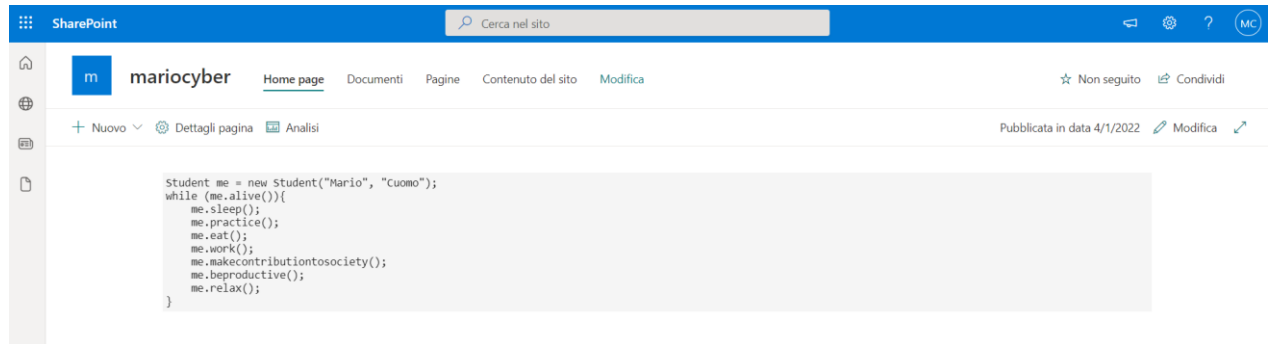 SharePoint
Cerca nel sito
?
MC
m
mariocyber
Home page Documenti Pagine Contenuto del sito Modifica
Non seguito Condividi
+ Nuovo Dettagli pagina Analisi
Pubblicata in data 4/1/2022 Modifica
Student me = new Student("Mario", "Cuomo");
while (me.alive()){
    me.sleep();
    me.practice();
    me.eat();
    me.work();
    me.makecontributiontosociety();
    me.beproductive();
    me.relax();
}